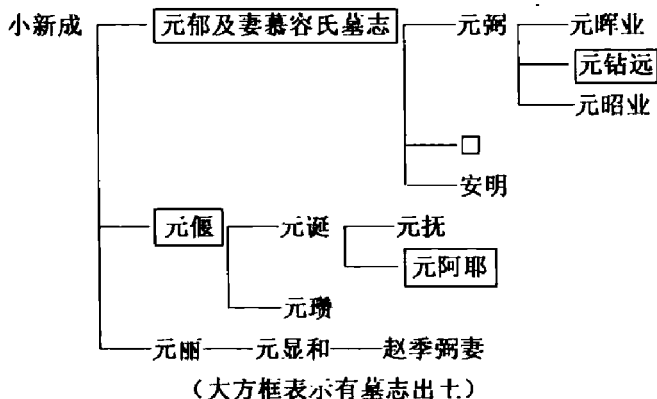 小新成 元郁及妻慕容氏墓志 元弼 元晖业
元钻远
元昭业
□
安明
元偃 元诞 元抚
元阿耶
元瓒
元丽 元显和 赵季弼妻
（大方框表示有墓志出土）